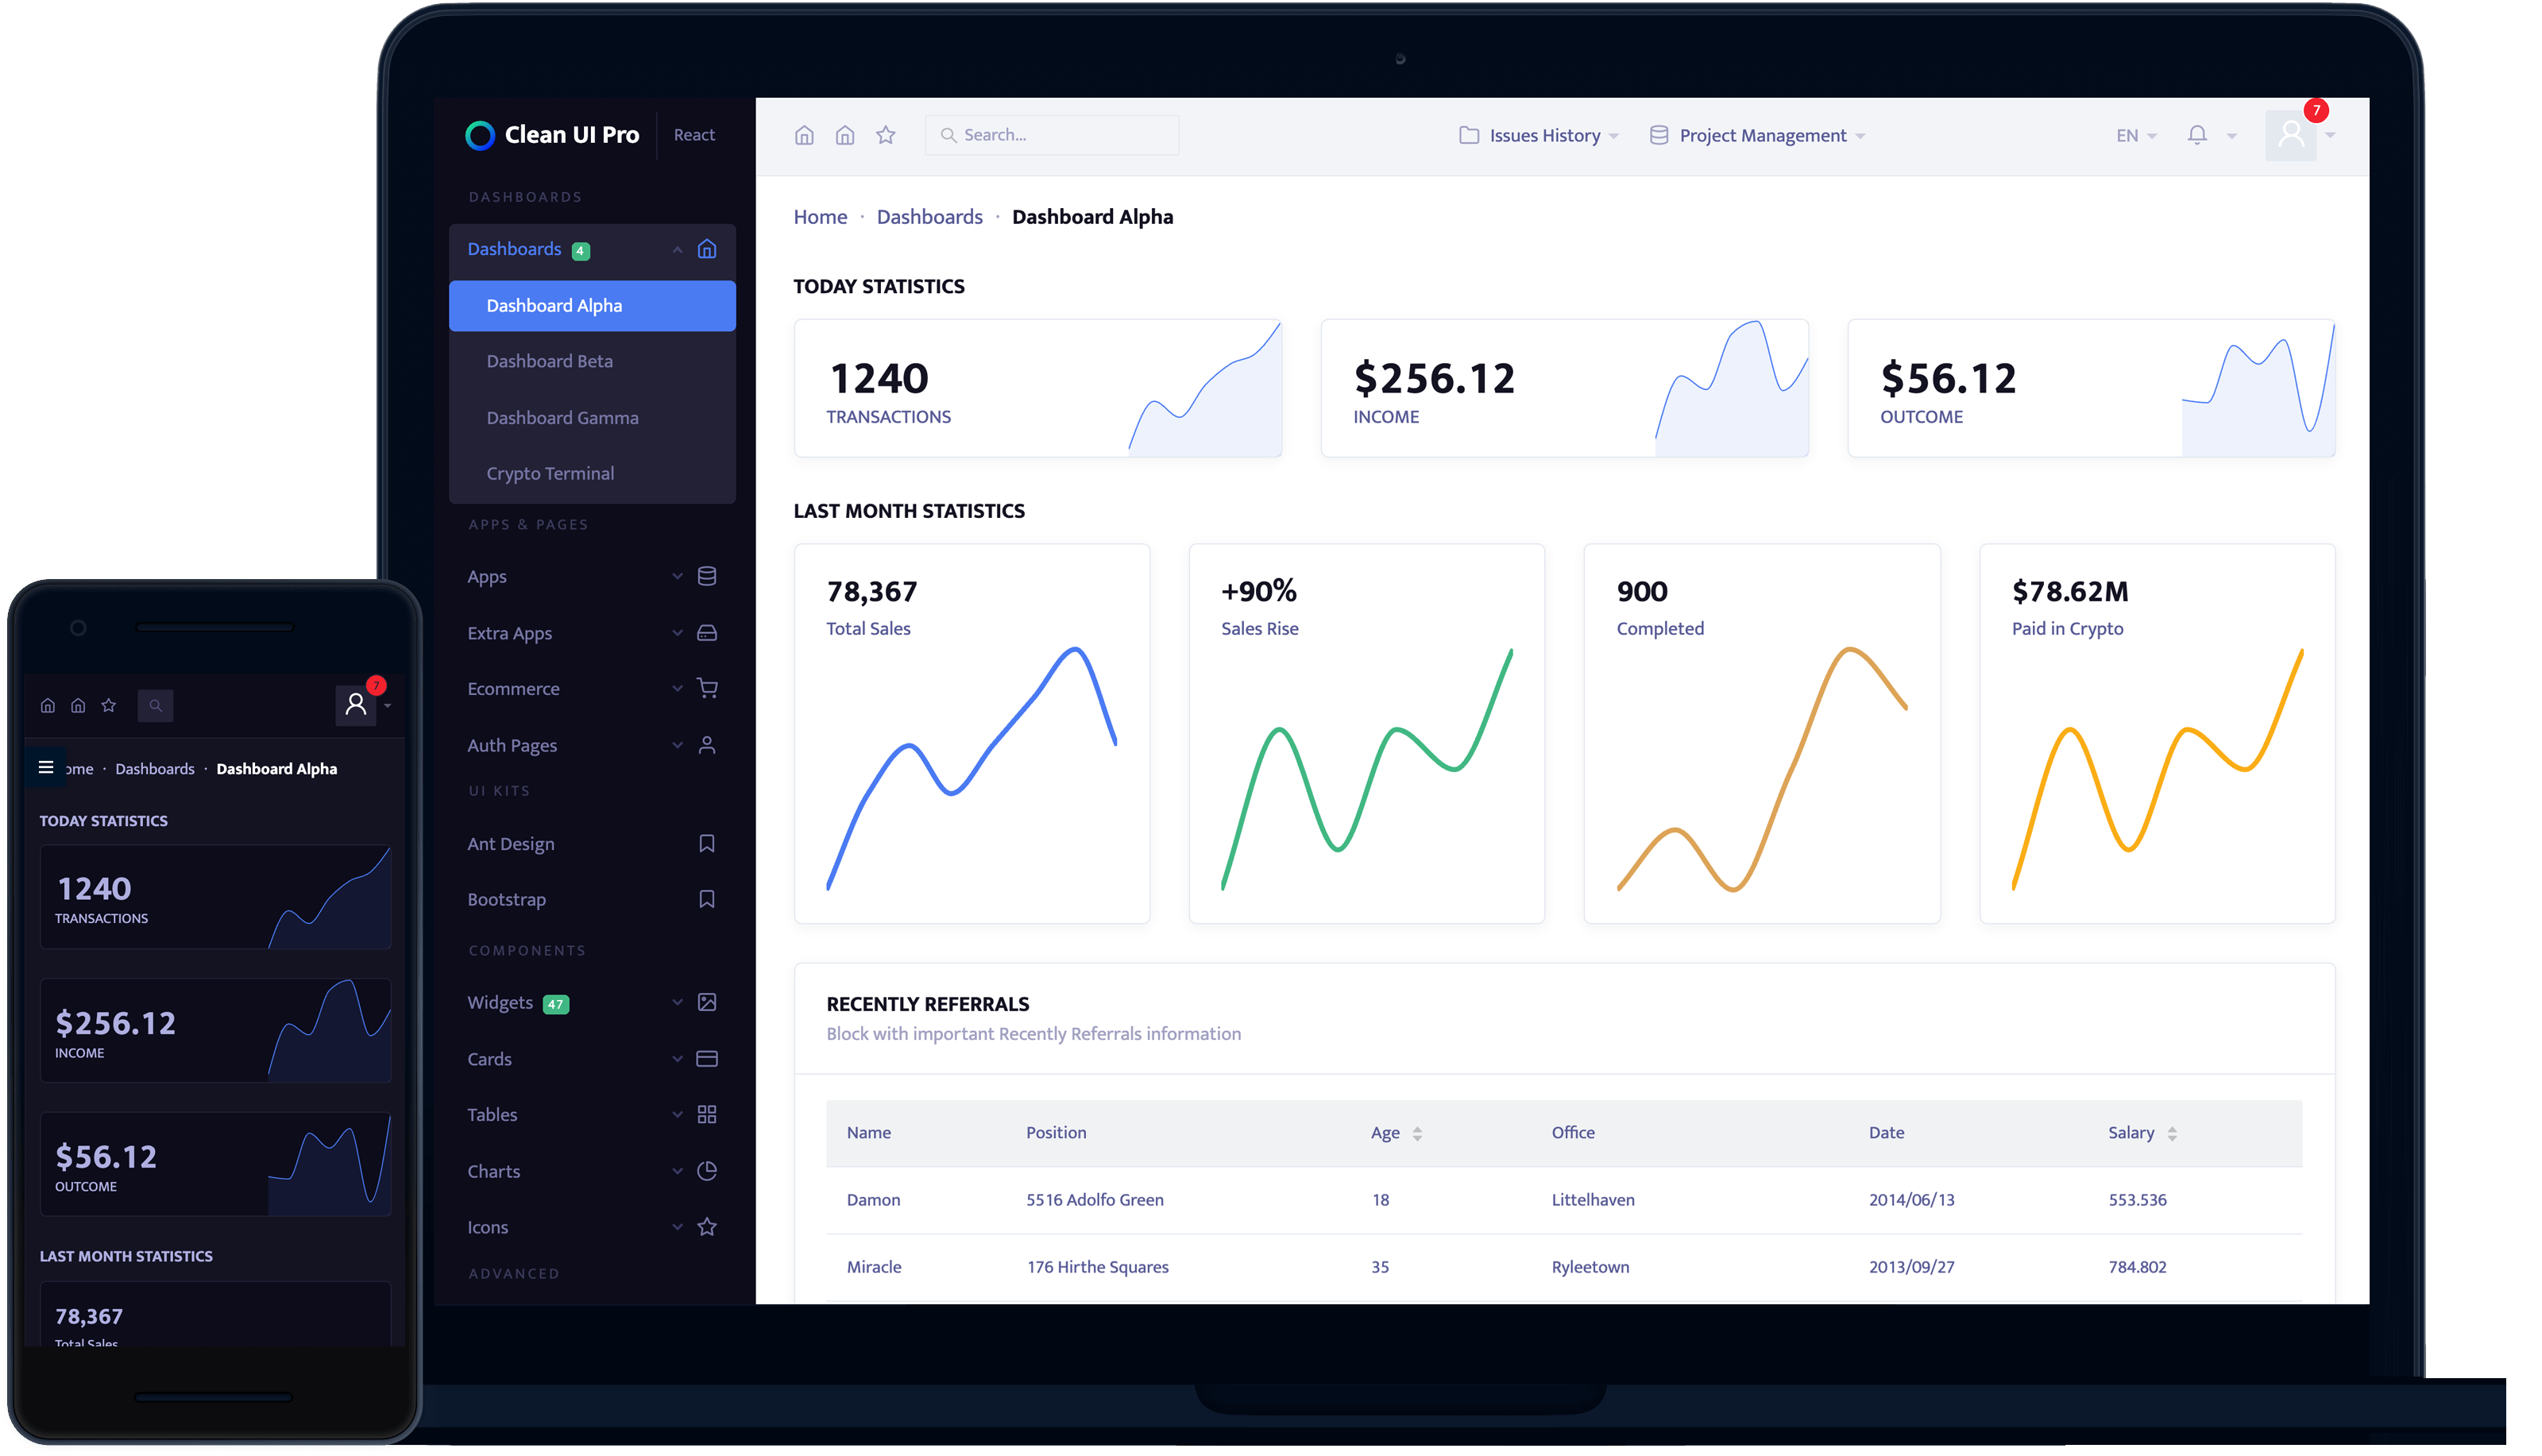 Clean UI Pro React
Search...
Issues History
Project Management
EN
7
DASHBOARDS
Dashboards 4
Dashboard Alpha
Dashboard Beta
Dashboard Gamma
Crypto Terminal
APPS & PAGES
Apps
Extra Apps
Ecommerce
Auth Pages
UI KITS
Ant Design
Bootstrap
COMPONENTS
Widgets 47
Cards
Tables
Charts
Icons
ADVANCED
Home · Dashboards · Dashboard Alpha
TODAY STATISTICS
1240
TRANSACTIONS
$256.12
INCOME
$56.12
OUTCOME
LAST MONTH STATISTICS
78,367
Total Sales
+90%
Sales Rise
900
Completed
$78.62M
Paid in Crypto
RECENTLY REFERRALS
Block with important Recently Referrals information
Name Position Age Office Date Salary
Damon 5516 Adolfo Green 18 Littelhaven 2014/06/13 553.536
Miracle 176 Hirthe Squares 35 Ryleetown 2013/09/27 784.802
7
ome · Dashboards · Dashboard Alpha
TODAY STATISTICS
1240
TRANSACTIONS
$256.12
INCOME
$56.12
OUTCOME
LAST MONTH STATISTICS
78,367
Total Sales